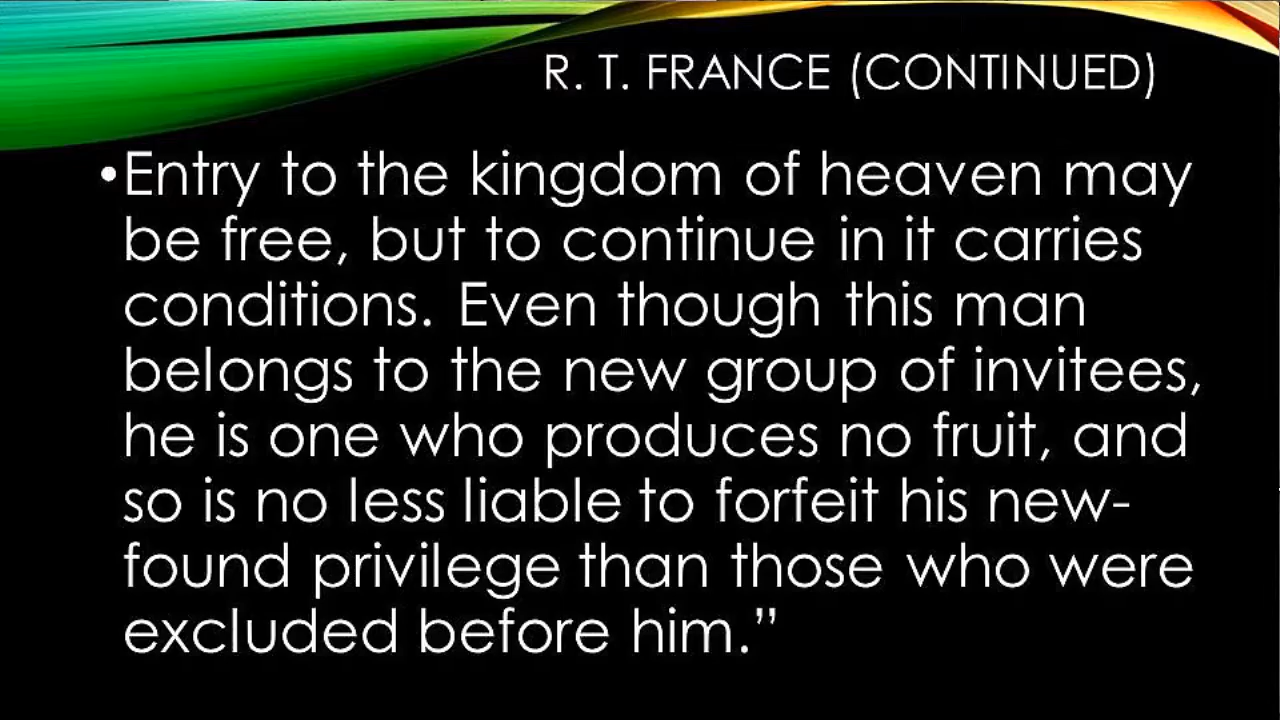 R. T. FRANCE (CONTINUED)
•Entry to the kingdom of heaven may
be free, but to continue in it carries
conditions. Even though this man
belongs to the new group of invitees,
he is one who produces no fruit, and
so is no less liable to forfeit his new-
found privilege than those who were
excluded before him.”